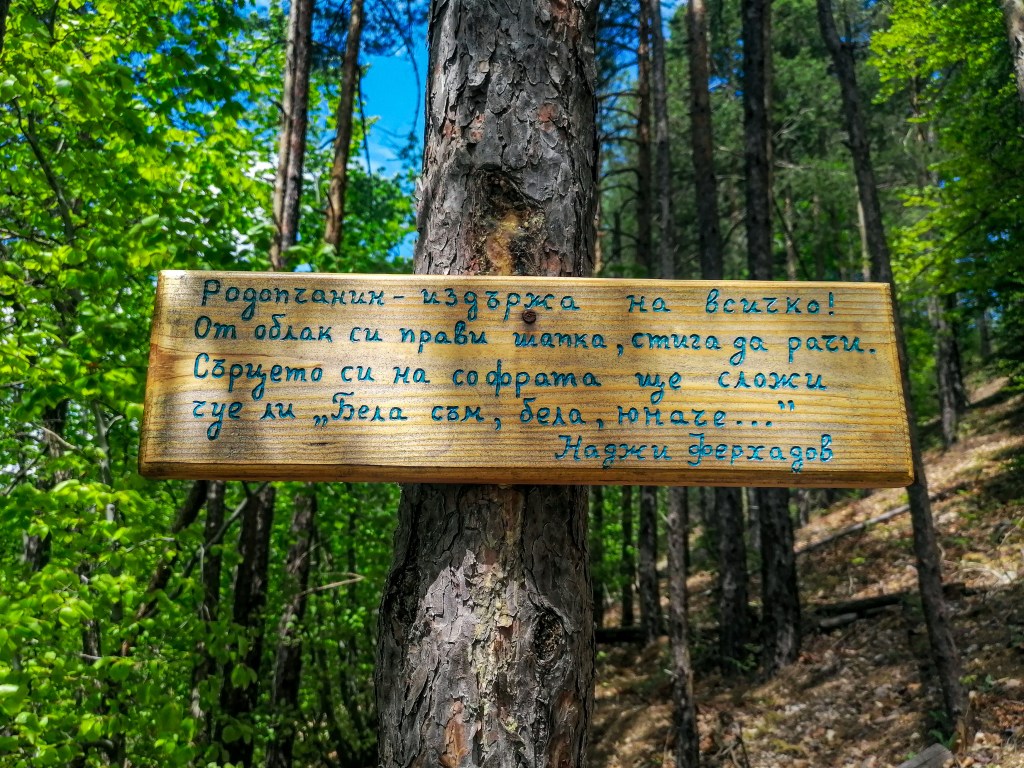 Родопчанин - издържа на всичко!
От облак си прави шапка, стига да рачи.
Сърцето си на софрата ще сложи
чуе ли „Бела съм, бела, юначе..."
Наджи Ферхадов